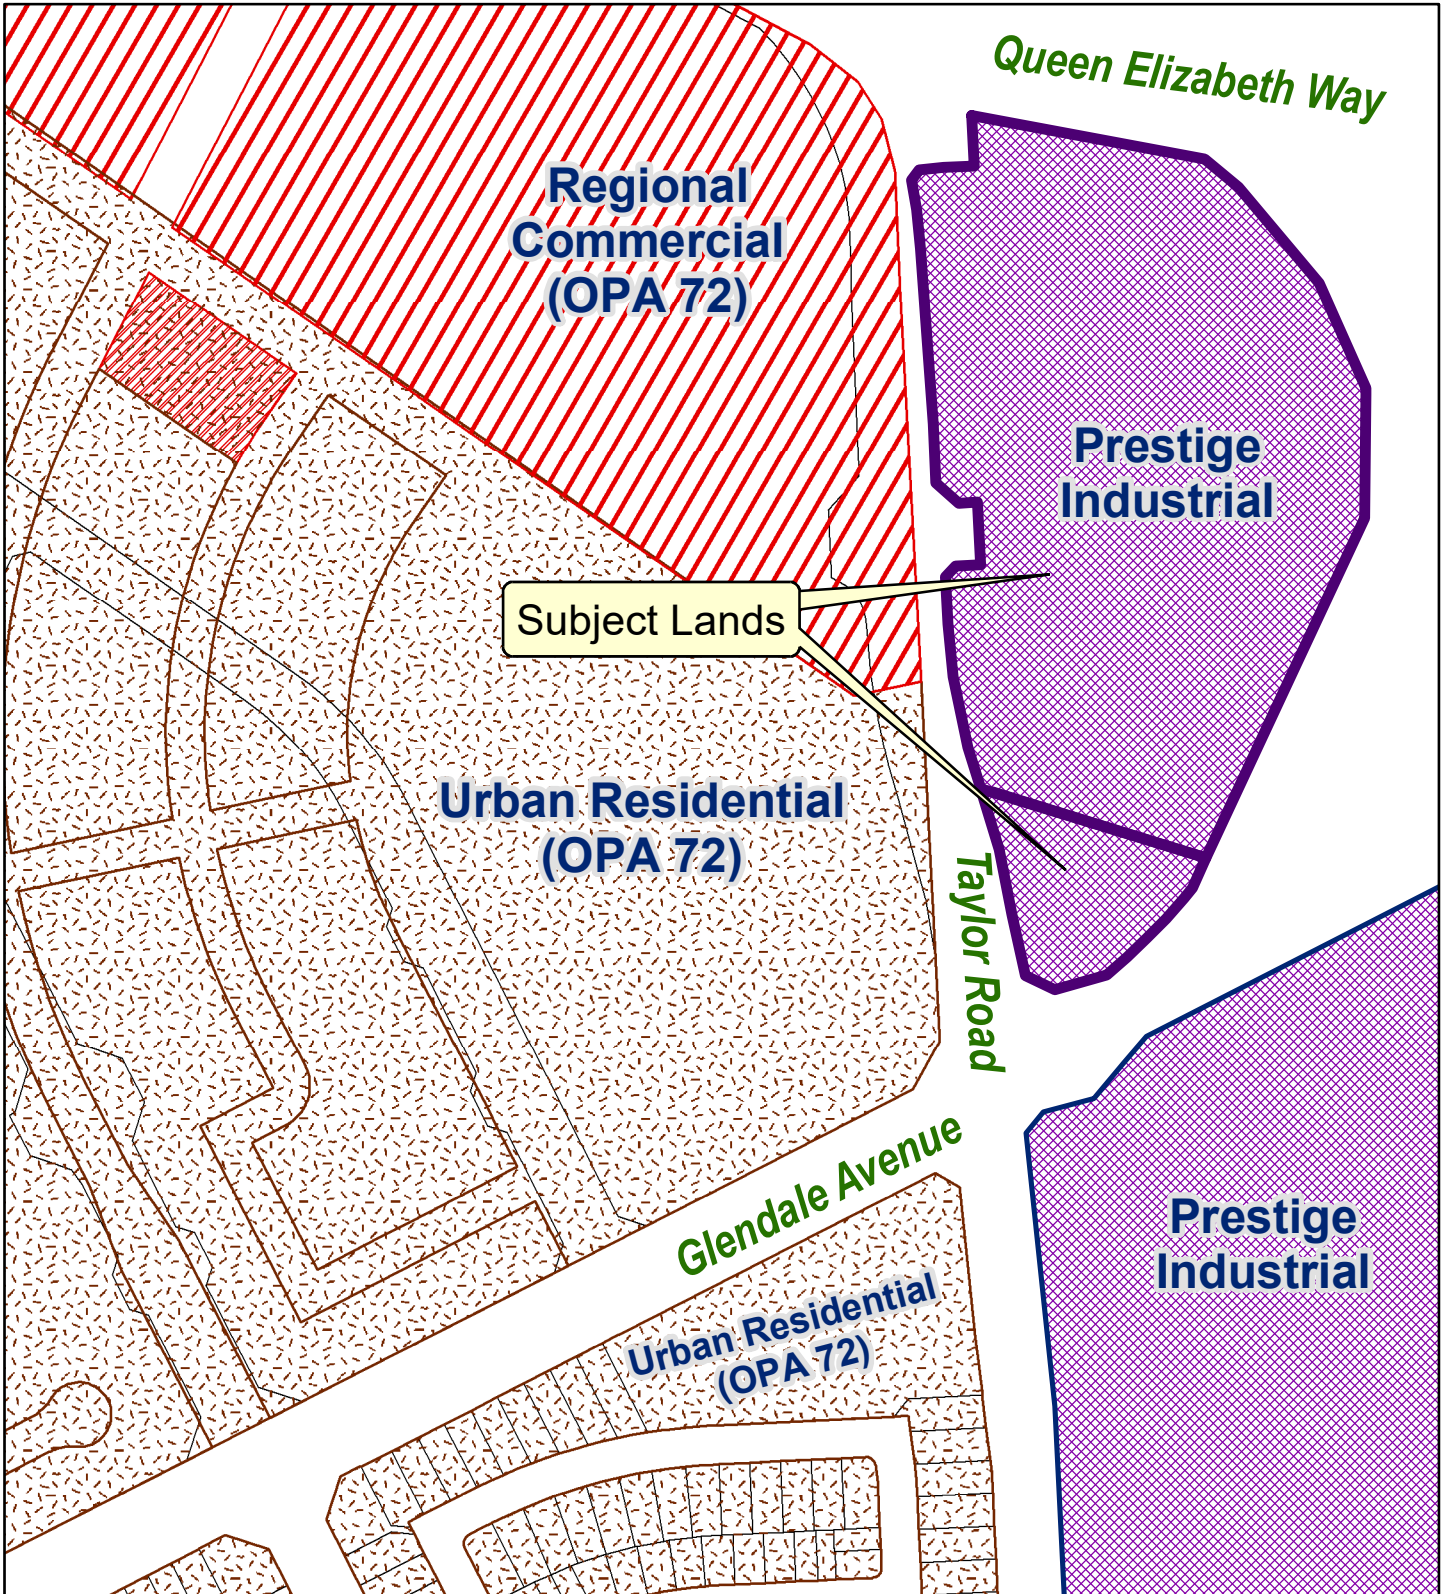 Queen Elizabeth Way
Regional
Commercial
(OPA 72)
Prestige
Industrial
Subject Lands
Urban Residential
(OPA 72)
Taylor Road
Glendale Avenue
Prestige
Industrial
Urban Residential
(OPA 72)